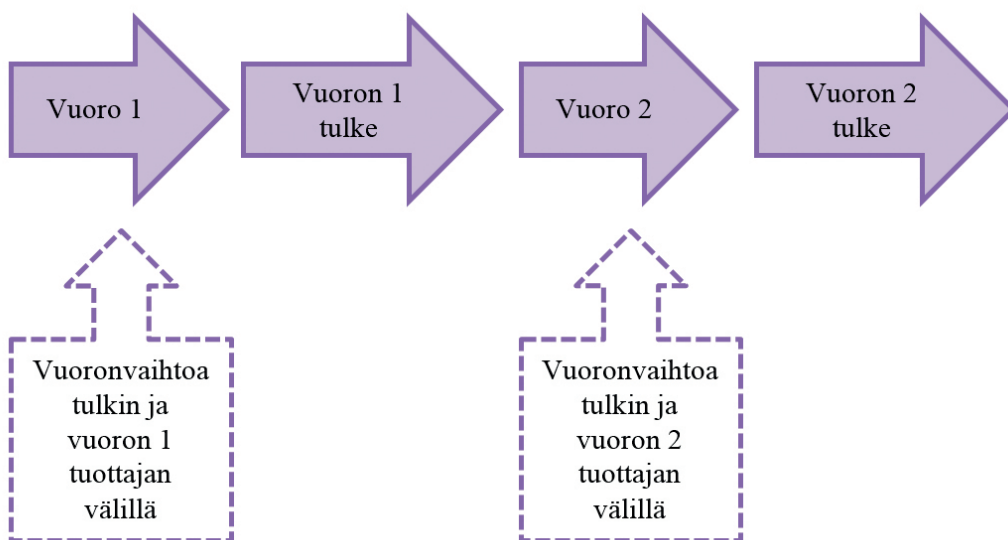 Vuoro 1
Vuoron 1
tulke
Vuoro 2
Vuoron 2
tulke
Vuoronvaihtoa
tulkin ja
vuoron 1
tuottajan
välillä
Vuoronvaihtoa
tulkin ja
vuoron 2
tuottajan
välillä